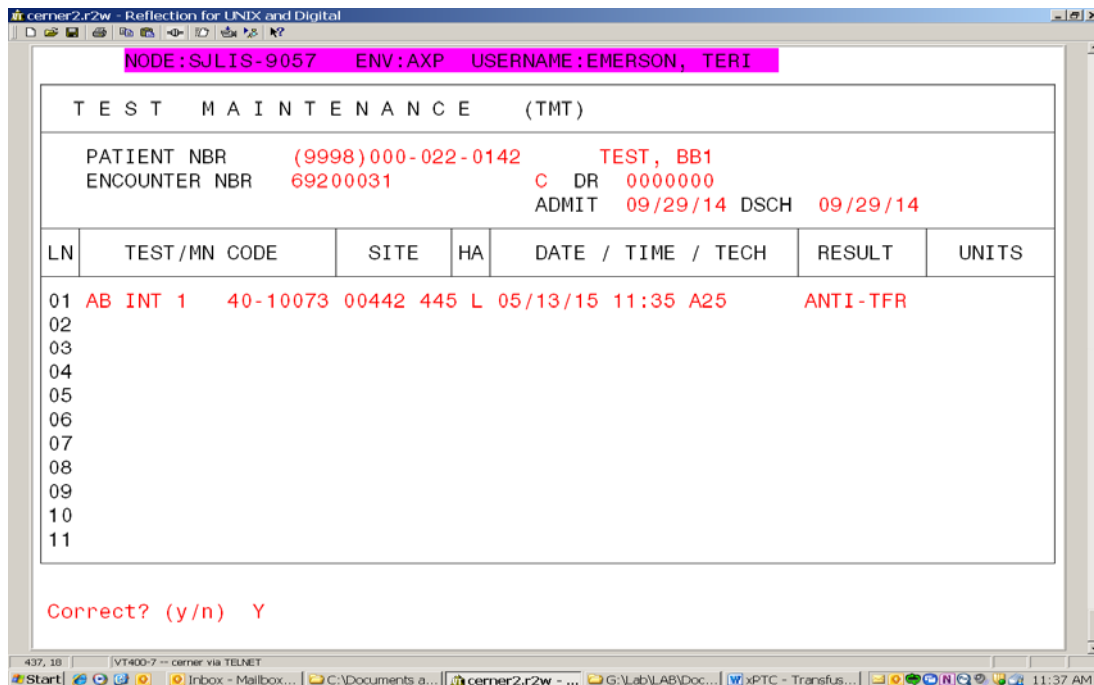 cerner2.r2w - Reflection for UNIX and Digital
NODE:SJLIS-9057 ENV:AXP USERNAME:EMERSON, TERI
T E S T M A I N T E N A N C E (TMT)
PATIENT NBR (9998)000-022-0142 TEST, BB1
ENCOUNTER NBR 69200031 C DR 0000000
ADMIT 09/29/14 DSCH 09/29/14
LN TEST/MN CODE SITE HA DATE / TIME / TECH RESULT UNITS
01 AB INT 1 40-10073 00442 445 L 05/13/15 11:35 A25 ANTI-TFR
02
03
04
05
06
07
08
09
10
11
Correct? (y/n) Y
437, 18 VT400-7 -- cerner via TELNET
Start Inbox - Mailbox... C:\Documents a... cerner2.r2w - ... G:\Lab\LAB\Doc... xPTC - Transfus... 11:37 AM